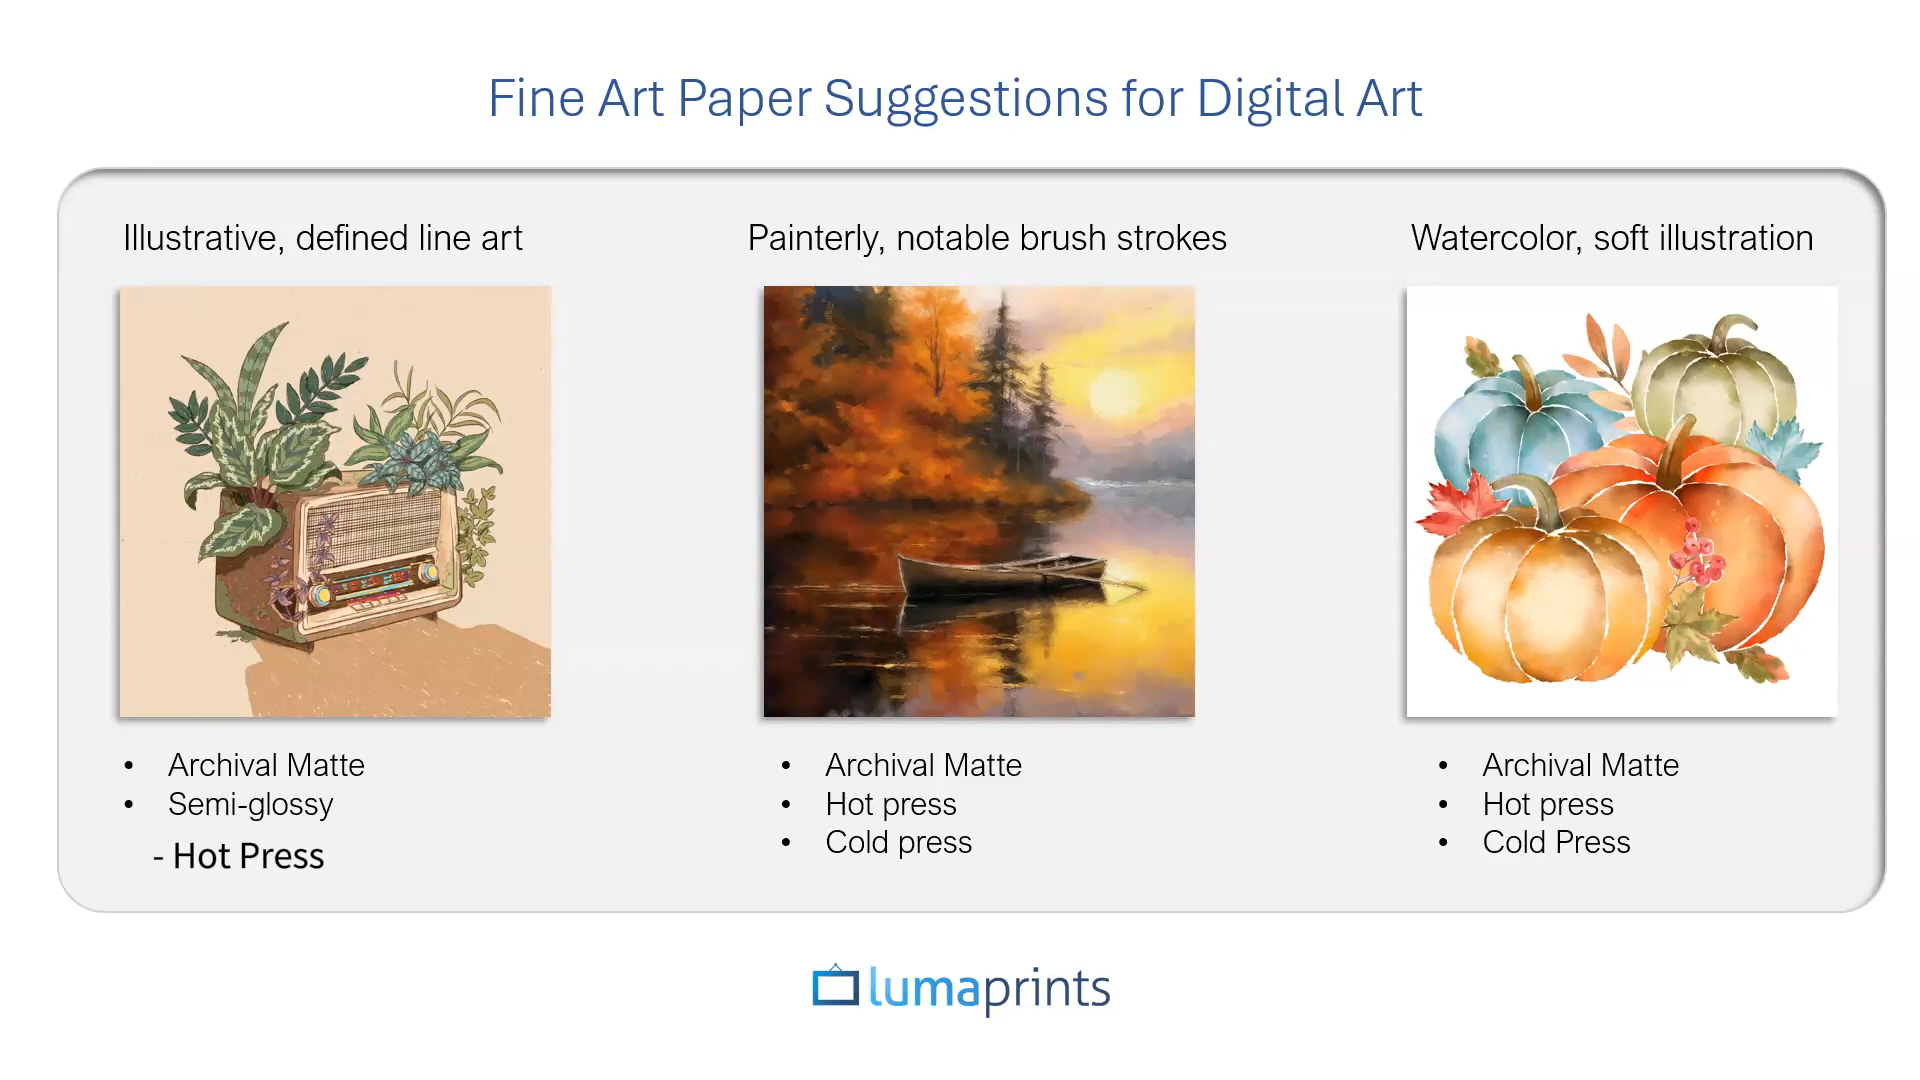 Fine Art Paper Suggestions for Digital Art
Illustrative, defined line art
• Archival Matte
• Semi-glossy
- Hot Press
Painterly, notable brush strokes
• Archival Matte
• Hot press
• Cold press
Watercolor, soft illustration
• Archival Matte
• Hot press
• Cold Press
lumaprints